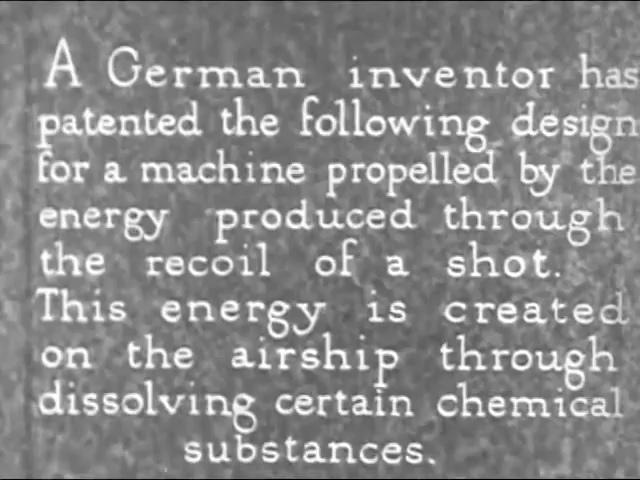 A German inventor has
patented the following design
for a machine propelled by the
energy produced through
the recoil of a shot.
This energy is created
on the airship through
dissolving certain chemical
substances.